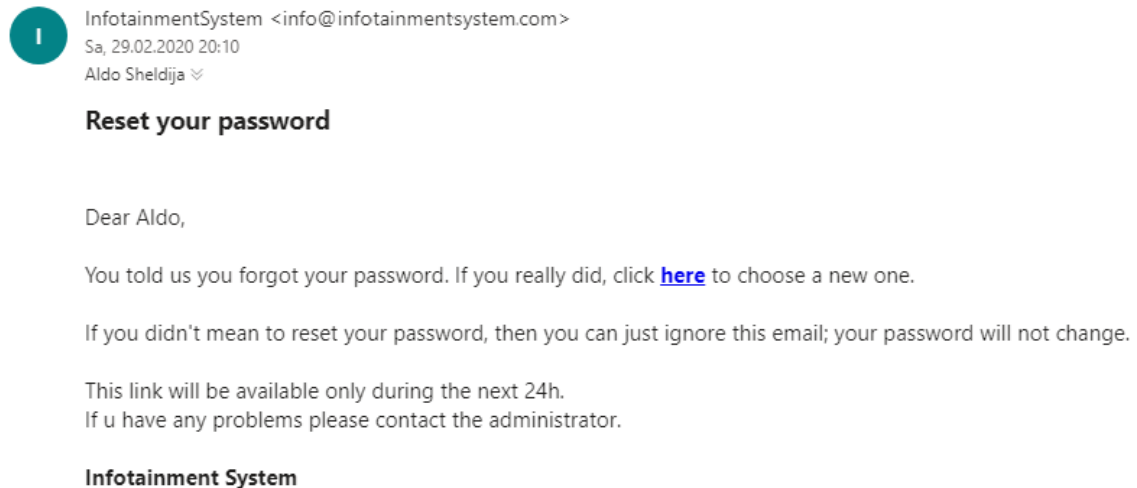 I
InfotainmentSystem <info@infotainmentsystem.com>
Sa, 29.02.2020 20:10
Aldo Sheldija
Reset your password
Dear Aldo,
You told us you forgot your password. If you really did, click here to choose a new one.
If you didn't mean to reset your password, then you can just ignore this email; your password will not change.
This link will be available only during the next 24h.
If u have any problems please contact the administrator.
Infotainment System